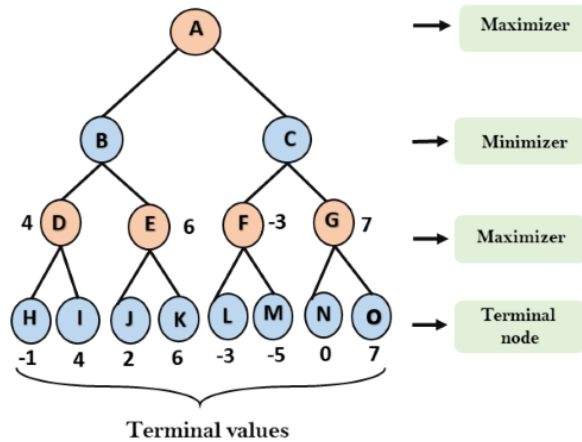 A
Maximizer
B
C
Minimizer
4 D
E 6
F -3
G 7
Maximizer
H I J K L M N O
Terminal
node
-1 4 2 6 -3 -5 0 7
Terminal values